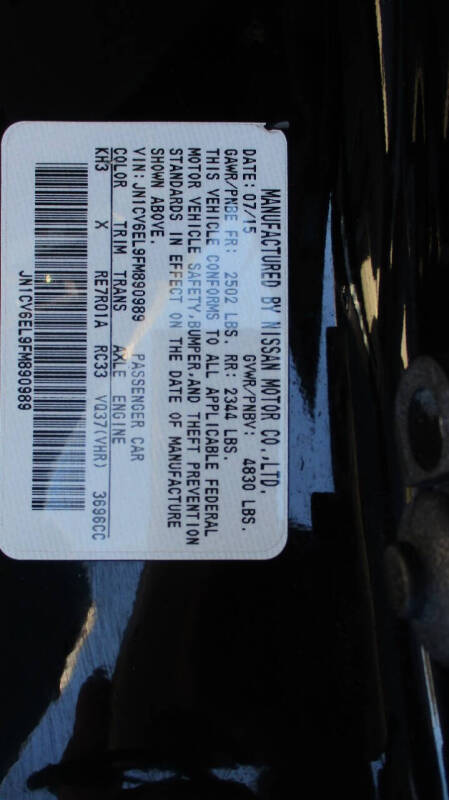 MANUFACTURED BY NISSAN MOTOR CO.,LTD.
DATE: 07/15 GVWR/PNBV: 4830 LBS.
GAWR/PNBE FR: 2502 LBS. RR: 2344 LBS.
THIS VEHICLE CONFORMS TO ALL APPLICABLE FEDERAL
MOTOR VEHICLE SAFETY,BUMPER,AND THEFT PREVENTION
STANDARDS IN EFFECT ON THE DATE OF MANUFACTURE
SHOWN ABOVE.
VIN:JN1CV6EL9FM890989 PASSENGER CAR
COLOR TRIM TRANS AXLE ENGINE
KH3 X RE7R01A RC33 VQ37(VHR) 3696CC
JN1CV6EL9FM890989